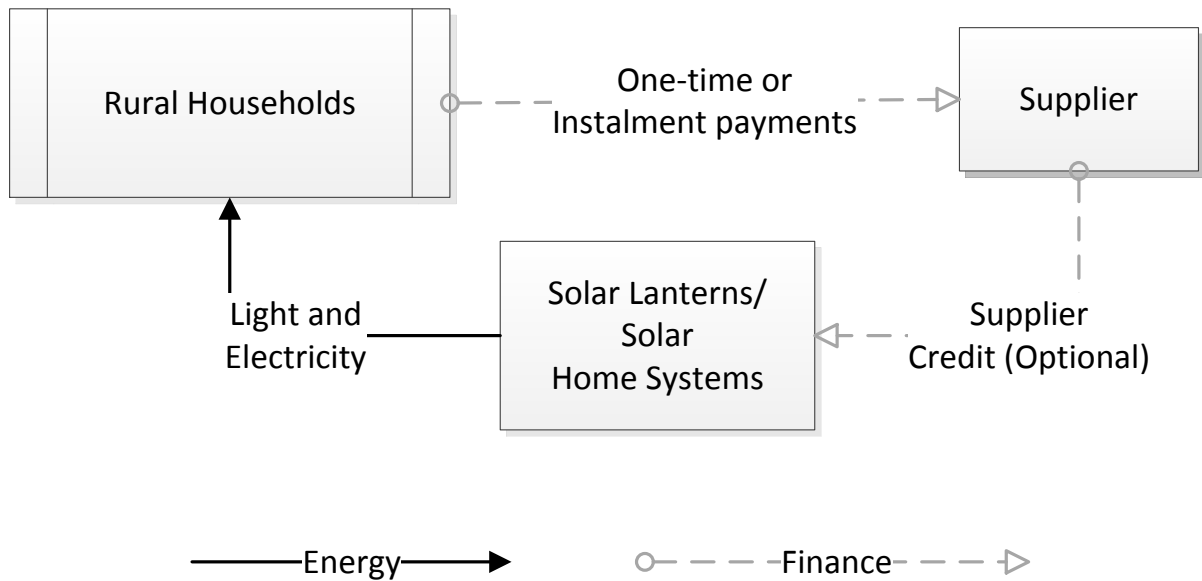 Rural Households
One-time or
Instalment payments
Supplier
Light and
Electricity
Solar Lanterns/
Solar
Home Systems
Supplier
Credit (Optional)
Energy
Finance